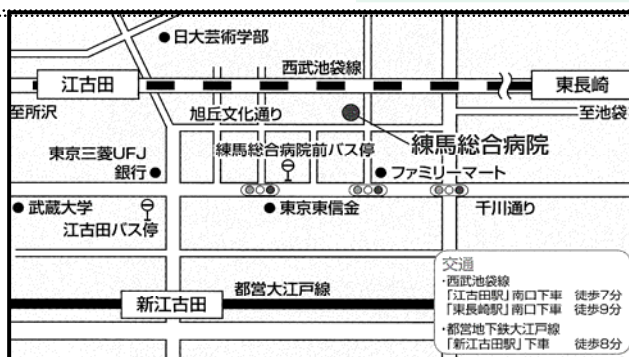 日大芸術学部
西武池袋線
江古田
東長崎
至所沢
旭丘文化通り
至池袋
練馬総合病院
東京三菱UFJ
銀行
練馬総合病院前バス停
ファミリーマート
武蔵大学
江古田バス停
東京東信金
千川通り
都営大江戸線
新江古田
交通
・西武池袋線
「江古田駅」南口下車 徒歩7分
「東長崎駅」南口下車 徒歩9分
・都営地下鉄大江戸線
「新江古田駅」下車 徒歩8分